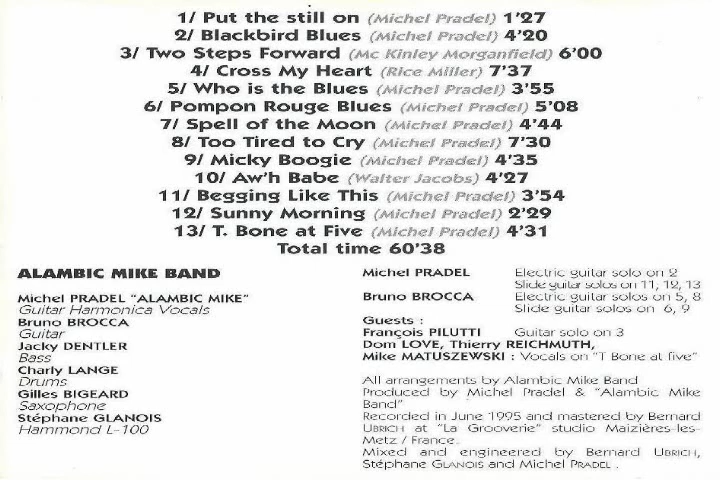 1/ Put the still on (Michel Pradel) 1'27
2/ Blackbird Blues (Michel Pradel) 4'20
3/ Two Steps Forward (Mc Kinley Morganfield) 6'00
4/ Cross My Heart (Rice Miller) 7'37
5/ Who is the Blues (Michel Pradel) 3'55
6/ Pompon Rouge Blues (Michel Pradel) 5'08
7/ Spell of the Moon (Michel Pradel) 4'44
8/ Too Tired to Cry (Michel Pradel) 7'30
9/ Micky Boogie (Michel Pradel) 4'35
10/ Aw'h Babe (Walter Jacobs) 4'27
11/ Begging Like This (Michel Pradel) 3'54
12/ Sunny Morning (Michel Pradel) 2'29
13/ T. Bone at Five (Michel Pradel) 4'31
Total time 60'38
ALAMBIC MIKE BAND
Michel PRADEL "ALAMBIC MIKE"
Guitar Harmonica Vocals
Bruno BROCCA
Guitar
Jacky DENTLER
Bass
Charly LANGE
Drums
Gilles BIGEARD
Saxophone
Stéphane GLANOIS
Hammond L-100
Michel PRADEL Electric guitar solo on 2
Slide guitar solos on 11, 12, 13
Bruno BROCCA Electric guitar solos on 5, 8
Slide guitar solos on 6, 9
Guests :
François PILUTTI Guitar solo on 3
Dom LOVE, Thierry REICHMUTH,
Mike MATUSZEWSKI : Vocals on "T Bone at five"
All arrangements by Alambic Mike Band
Produced by Michel Pradel & "Alambic Mike
Band"
Recorded in June 1995 and mastered by Bernard
UBRICH at "La Grooverie" studio Maizières-les-
Metz / France.
Mixed and engineered by Bernard UBRICH,
Stéphane GLANOIS and Michel PRADEL .